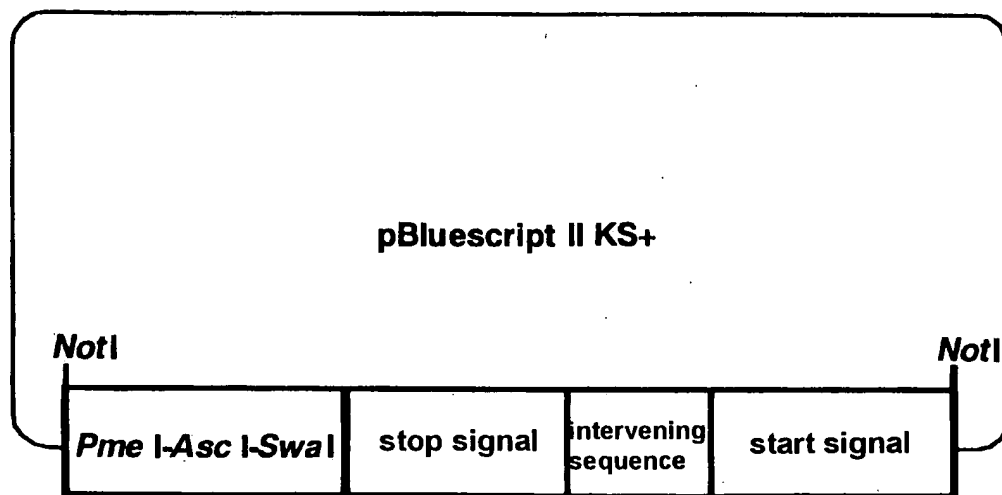 pBluescript II KS+
NotI
NotI
Pme I-Asc I-Swa I
stop signal
intervening
sequence
start signal